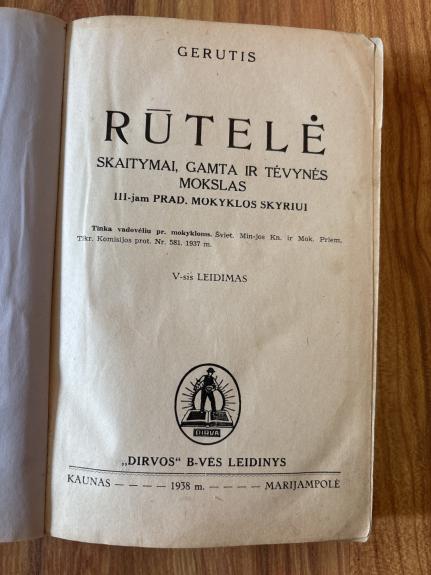 GERUTIS
RŪTELĖ
SKAITYMAI, GAMTA IR TĖVYNĖS
MOKSLAS
III-jam PRAD. MOKYKLOS SKYRIUI
Tinka vadovėliu pr. mokykloms. Šviet. Min-jos Kn. ir Mok. Priem.
Tikr. Komisijos prot. Nr. 581. 1937 m.
V-sis LEIDIMAS
DIRVA
„DIRVOS“ B-VĖS LEIDINYS
KAUNAS — — — — 1938 m. — — — — MARIJAMPOLĖ